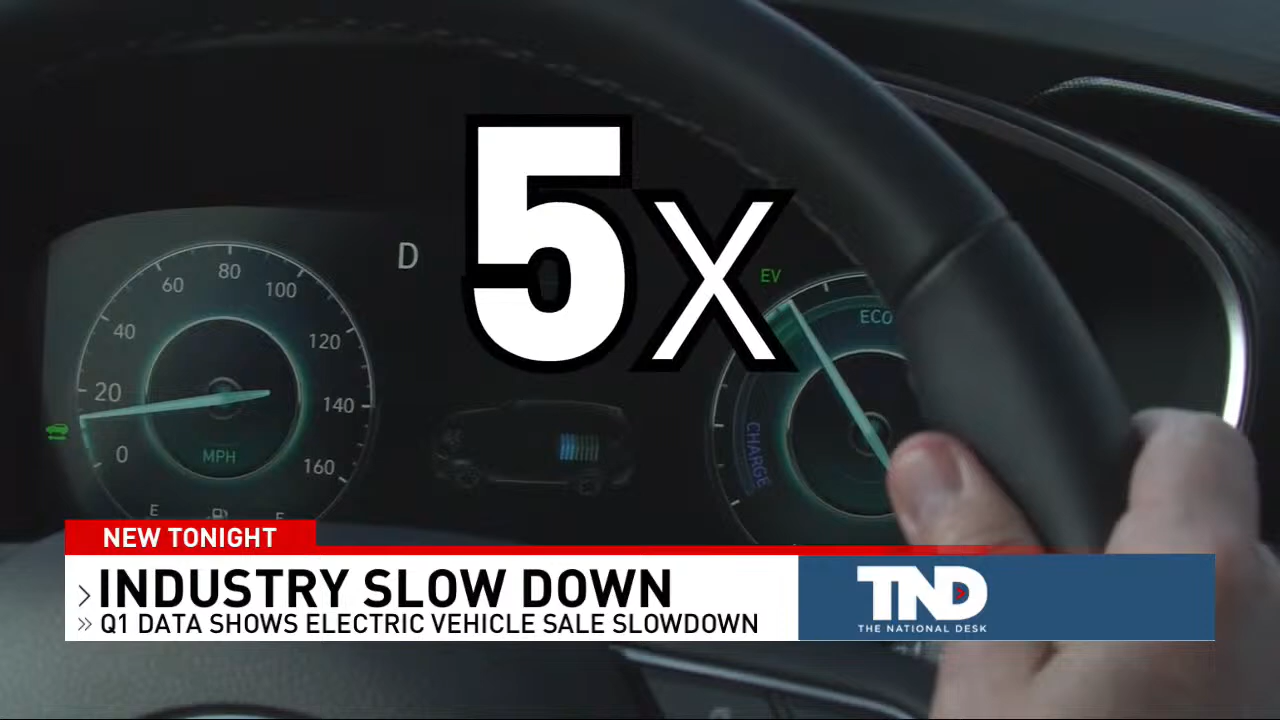 5X
D
60
80
100
40
120
20
140
0
160
MPH
E
EV
ECO
CHARGE
NEW TONIGHT
INDUSTRY SLOW DOWN
Q1 DATA SHOWS ELECTRIC VEHICLE SALE SLOWDOWN
TND
THE NATIONAL DESK